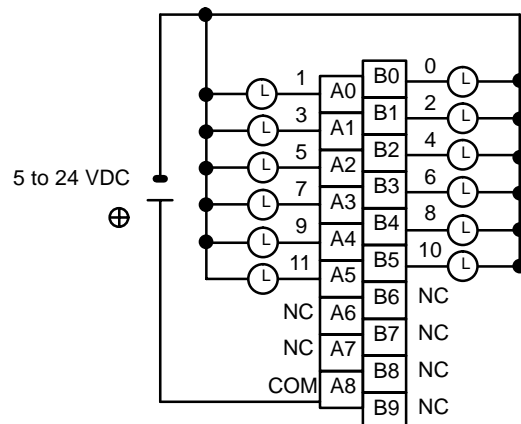 1 L A0 B0 0 L
3 L A1 B1 2 L
5 L A2 B2 4 L
5 to 24 VDC
7 L A3 B3 6 L
9 L A4 B4 8 L
11 L A5 B5 10 L
NC A6 B6 NC
NC A7 B7 NC
COM A8 B8 NC
B9 NC